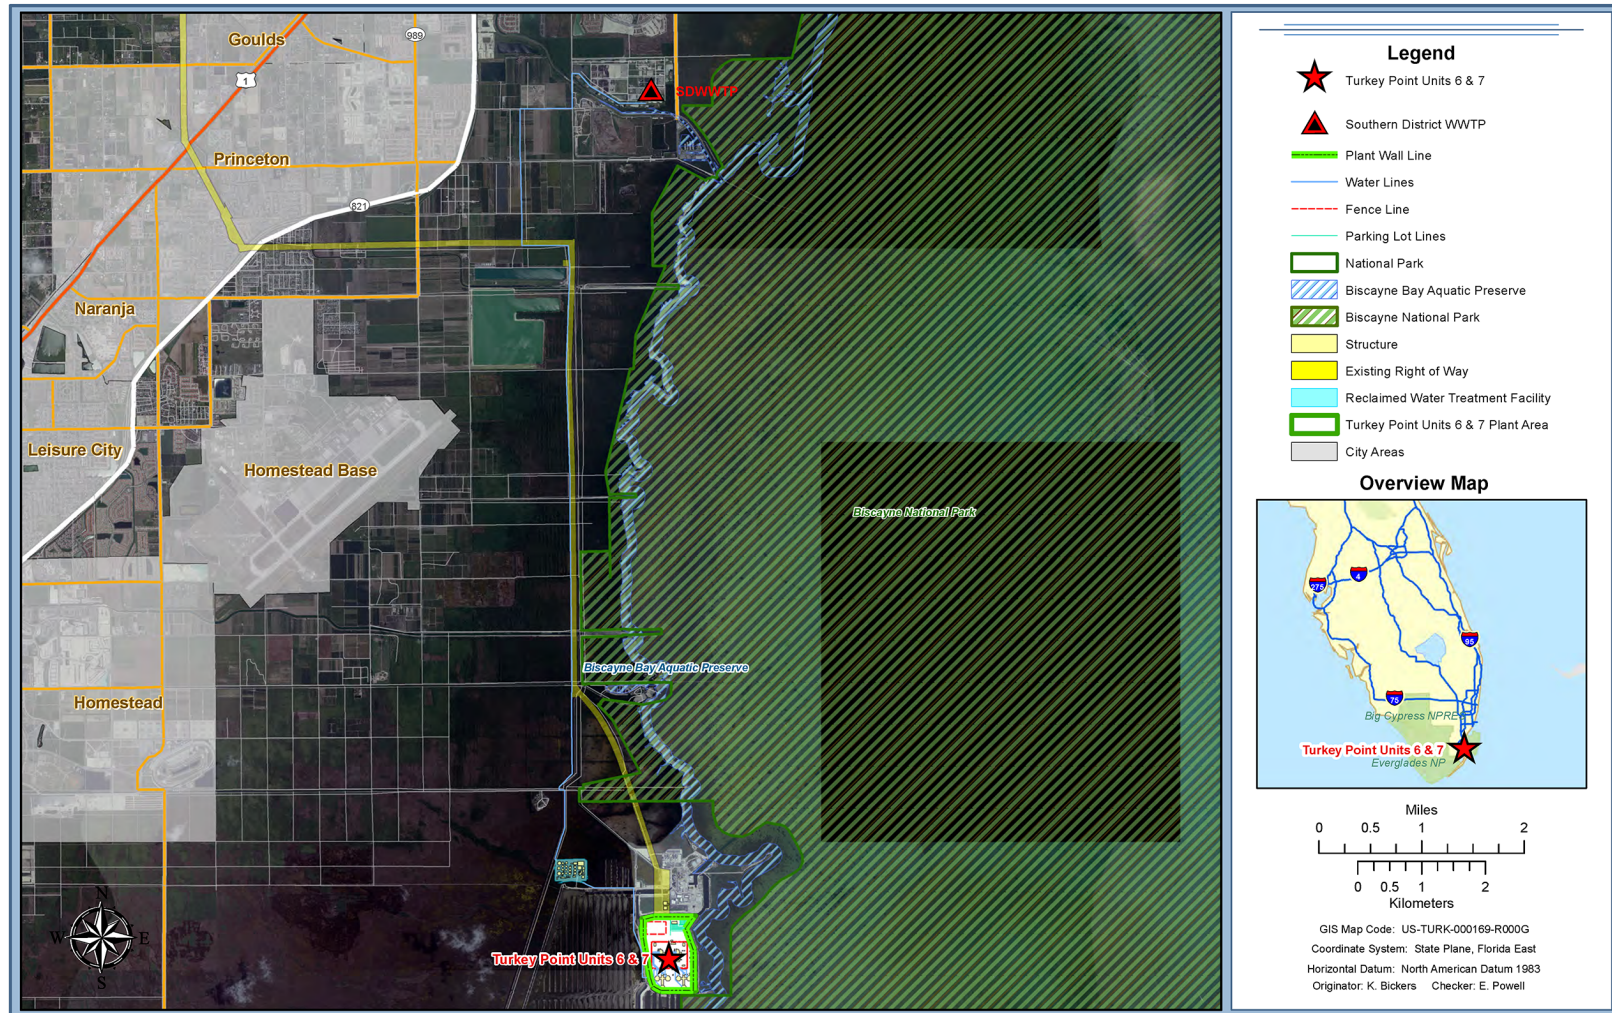 Goulds
989
1
SDWWTP
Princeton
821
Naranja
Leisure City
Homestead Base
Biscayne National Park
Biscayne Bay Aquatic Preserve
Homestead
N
W
E
S
Turkey Point Units 6 & 7
Legend
Turkey Point Units 6 & 7
Southern District WWTP
Plant Wall Line
Water Lines
Fence Line
Parking Lot Lines
National Park
Biscayne Bay Aquatic Preserve
Biscayne National Park
Structure
Existing Right of Way
Reclaimed Water Treatment Facility
Turkey Point Units 6 & 7 Plant Area
City Areas
Overview Map
4
275
95
75
Big Cypress NPRE
Turkey Point Units 6 & 7
Everglades NP
Miles
0 0.5 1 2
0 0.5 1 2
Kilometers
GIS Map Code: US-TURK-000169-R000G
Coordinate System: State Plane, Florida East
Horizontal Datum: North American Datum 1983
Originator: K. Bickers Checker: E. Powell